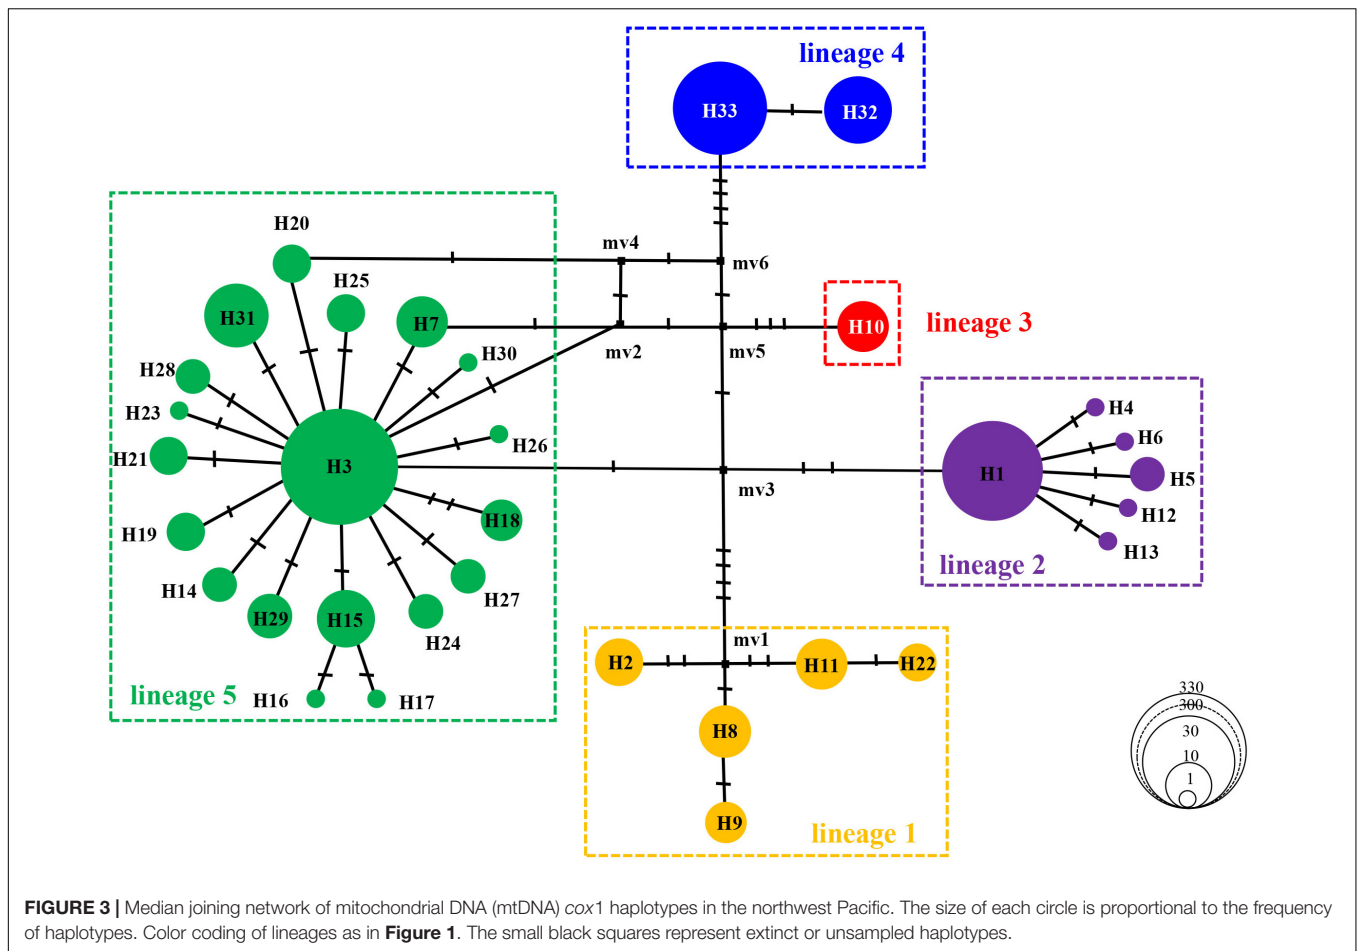 lineage 4
H33
H32
H20
mv4
mv6
H25
H31
H7
H10
lineage 3
mv2
mv5
H30
H28
H23
H4
H26
H6
H21
H3
H1
H5
mv3
H18
H12
H19
H13
lineage 2
H14
H27
H29
H15
H24
mv1
H2
H11
H22
lineage 5
H16
H17
330
300
30
10
1
H8
H9
lineage 1
FIGURE 3 | Median joining network of mitochondrial DNA (mtDNA) cox1 haplotypes in the northwest Pacific. The size of each circle is proportional to the frequency
of haplotypes. Color coding of lineages as in Figure 1. The small black squares represent extinct or unsampled haplotypes.